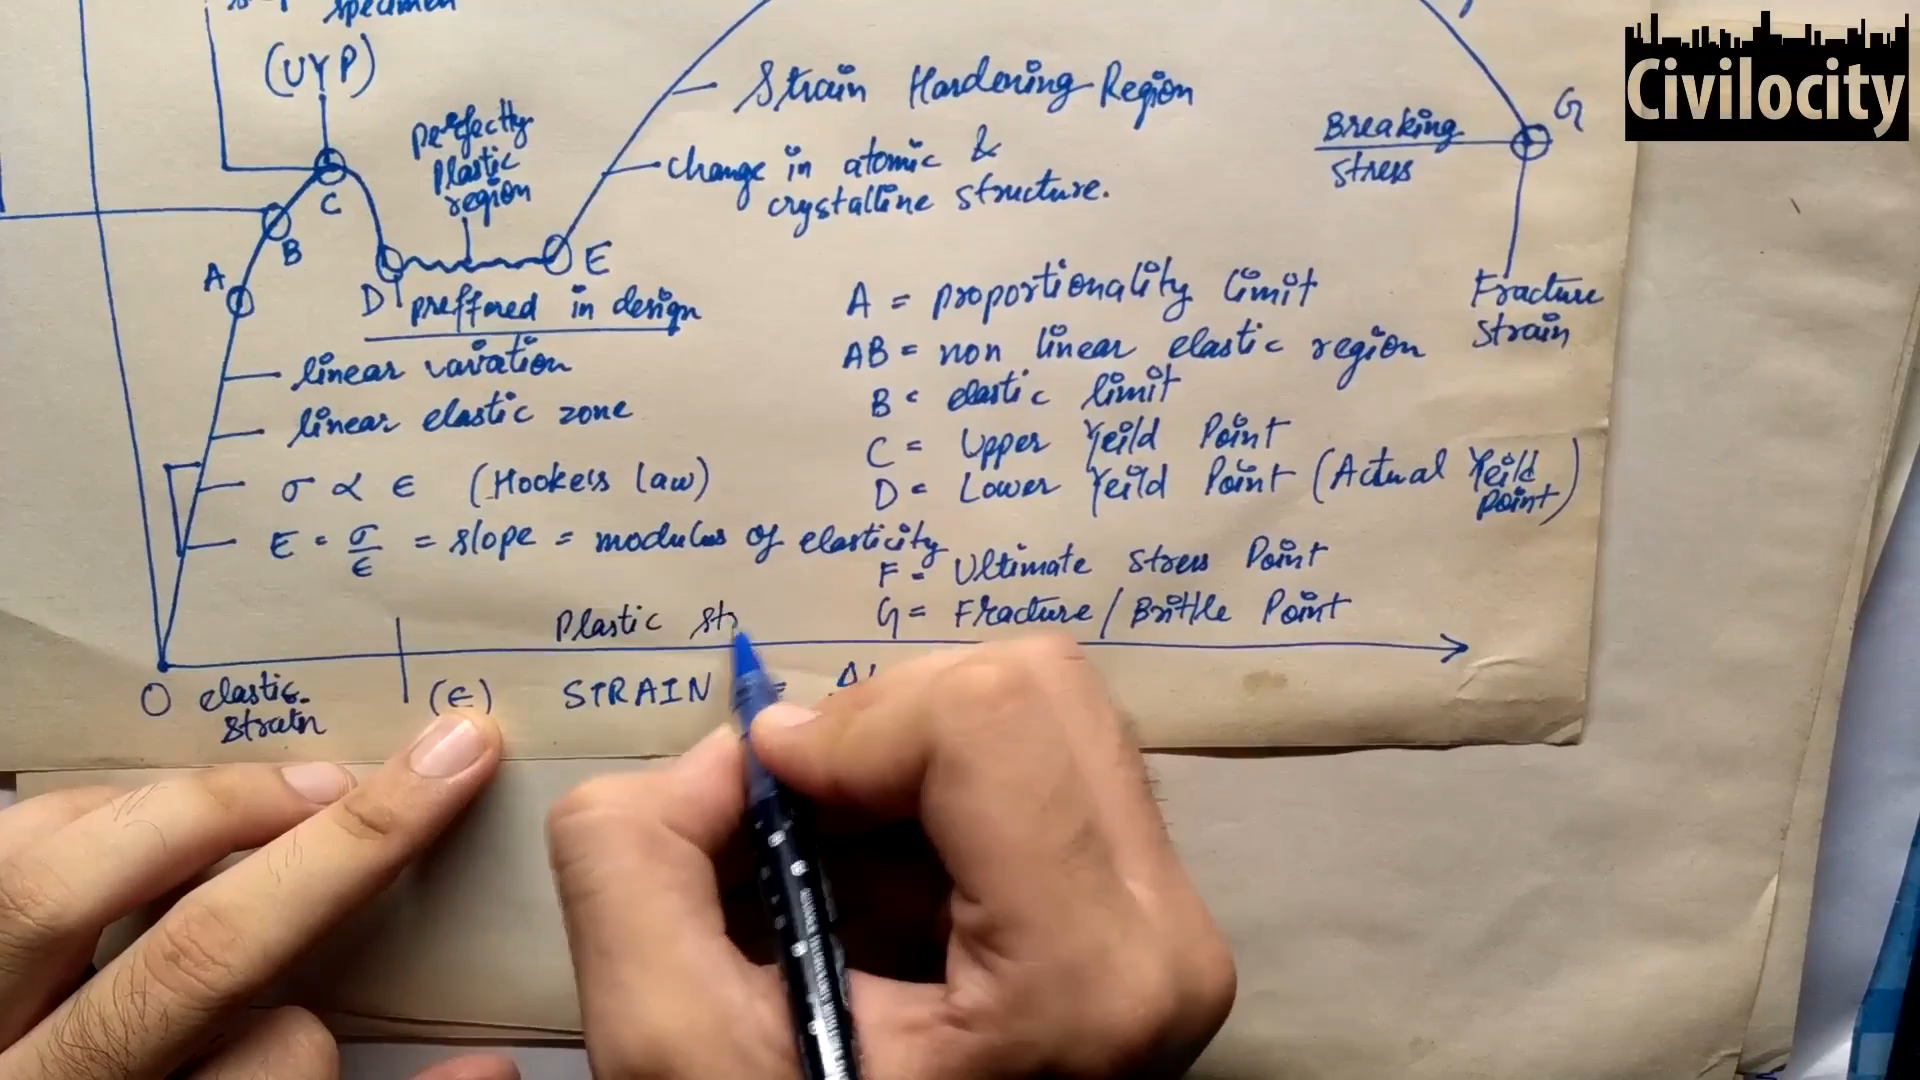 specimen
(UYP)
Civilocity
Strain Hardening Region
G
perfectly
plastic
region
Breaking
stress
change in atomic &
crystalline structure.
C
B
E
A
D
preffered in design
A = proportionality limit
Fracture
strain
linear variation
AB = non linear elastic region
B = elastic limit
linear elastic zone
C = Upper Yeild Point
D = Lower Yeild Point (Actual Yeild
Point)
σ ∝ ϵ (Hooke's law)
E = σ/ϵ = slope = modulus of elasticity
F = Ultimate Stress Point
G = Fracture / Brittle Point
Plastic str
O
elastic
strain
(ϵ) STRAIN =